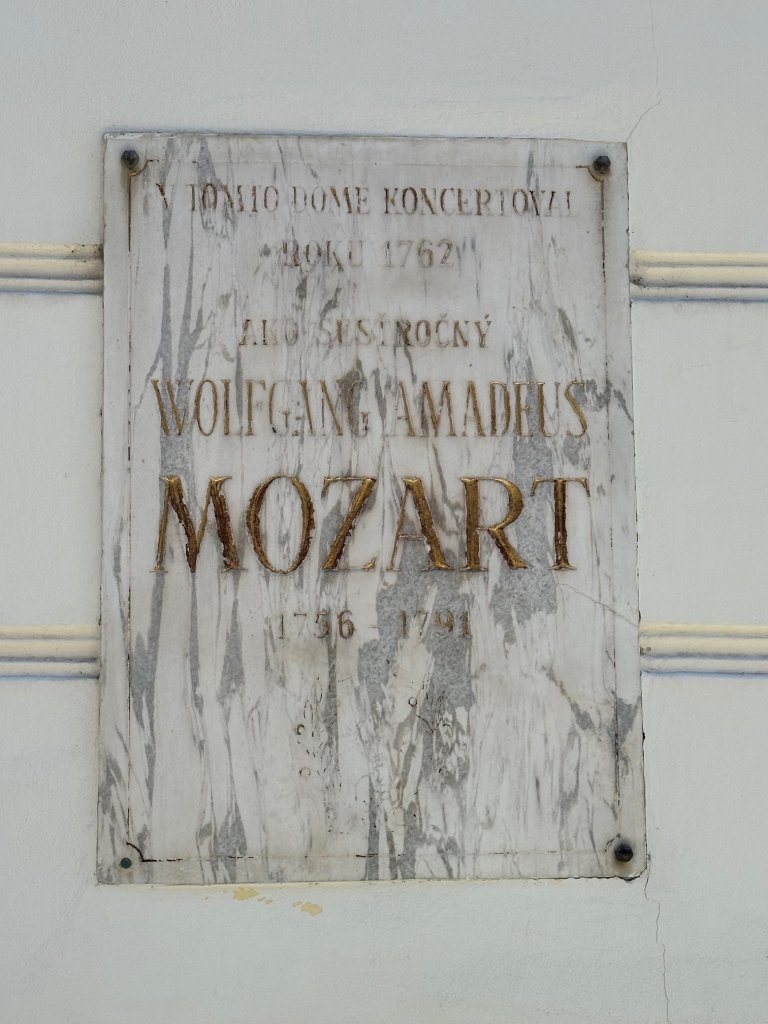 V TOMTO DOME KONCERTOVAL
ROKU 1762
AKO ŠESŤROČNÝ
WOLFGANG AMADEUS
MOZART
1756 - 1791